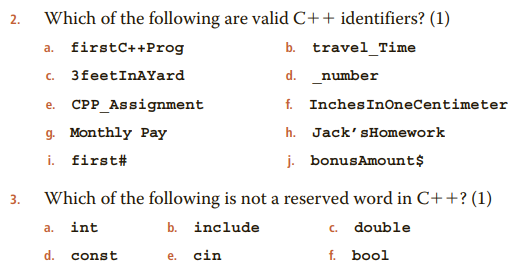 2. Which of the following are valid C++ identifiers? (1)
a. firstC++Prog b. travel_Time
c. 3feetInAYard d. _number
e. CPP_Assignment f. InchesInOneCentimeter
g. Monthly Pay h. Jack'sHomework
i. first# j. bonusAmount$
3. Which of the following is not a reserved word in C++? (1)
a. int b. include c. double
d. const e. cin f. bool